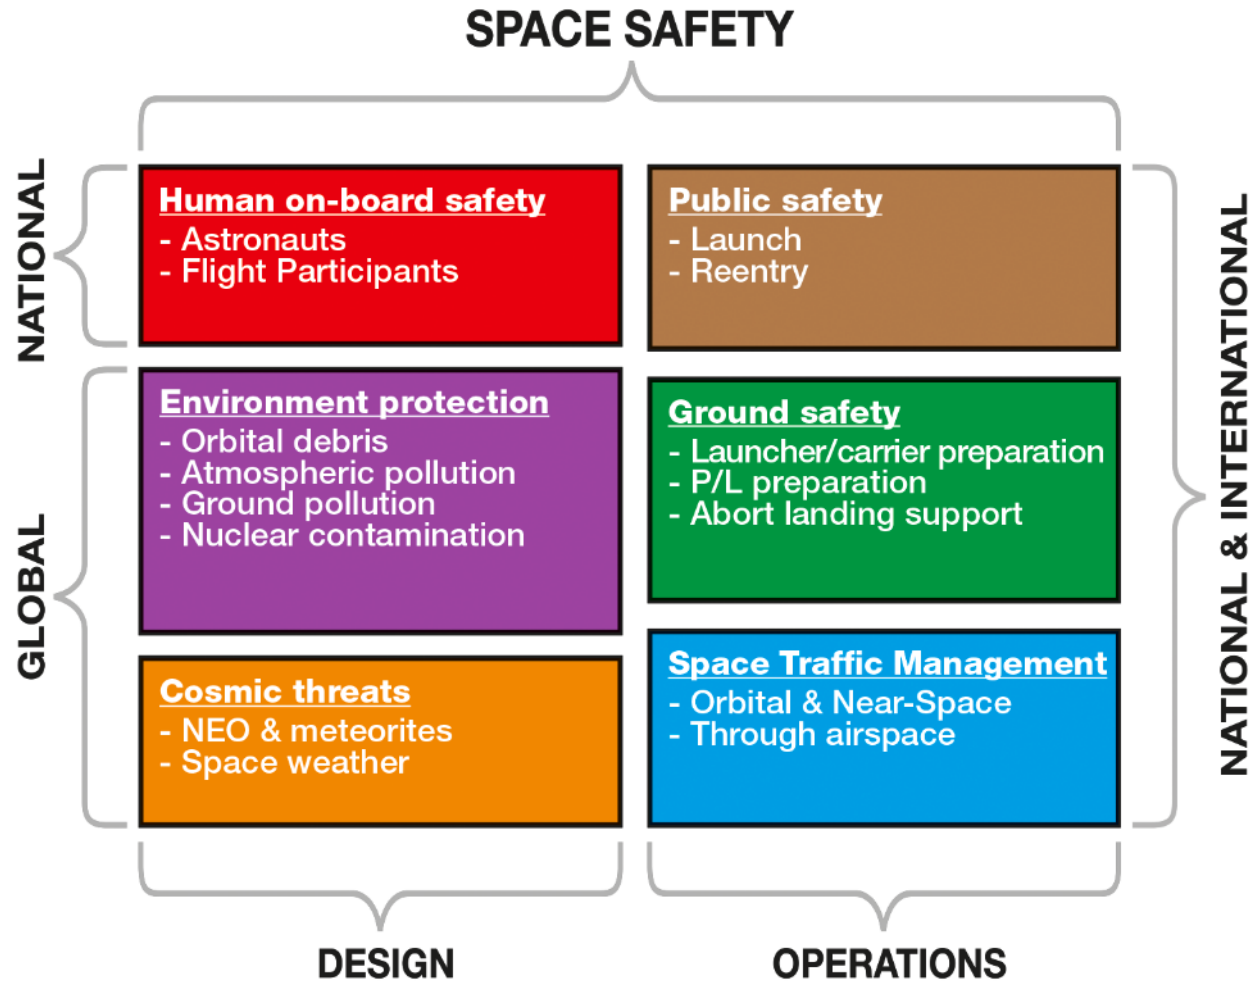 SPACE SAFETY
NATIONAL
Human on-board safety
- Astronauts
- Flight Participants
Public safety
- Launch
- Reentry
GLOBAL
Environment protection
- Orbital debris
- Atmospheric pollution
- Ground pollution
- Nuclear contamination
Ground safety
- Launcher/carrier preparation
- P/L preparation
- Abort landing support
Cosmic threats
- NEO & meteorites
- Space weather
Space Traffic Management
- Orbital & Near-Space
- Through airspace
NATIONAL & INTERNATIONAL
DESIGN
OPERATIONS